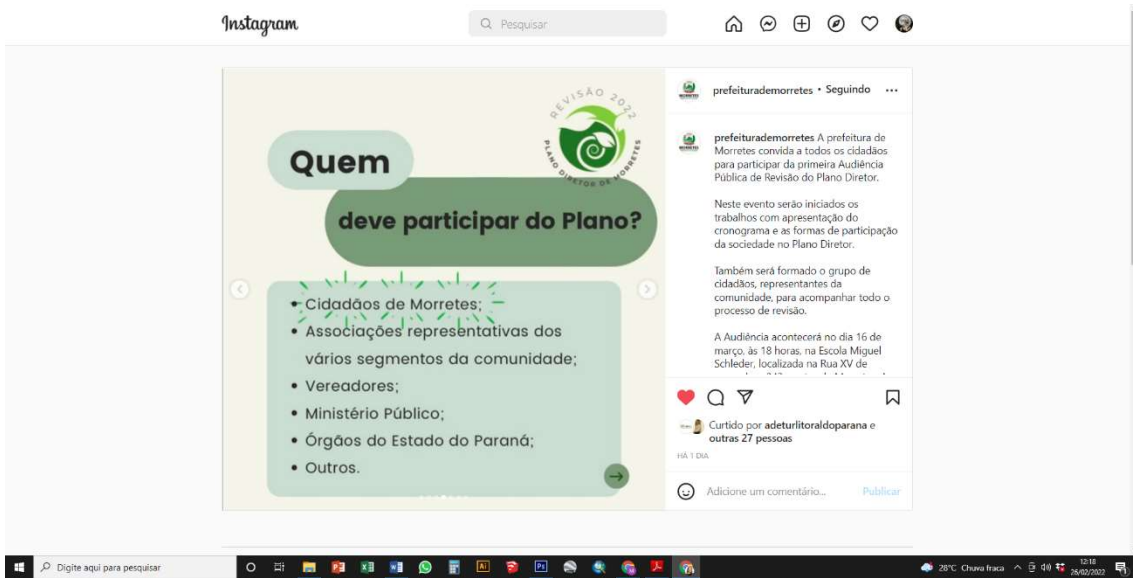 Instagram
Pesquisar
REVISÃO 2022
PLANO DIRETOR DE MORRETES
Quem
deve participar do Plano?
• Cidadãos de Morretes;
• Associações representativas dos
vários segmentos da comunidade;
• Vereadores;
• Ministério Público;
• Órgãos do Estado do Paraná;
• Outros.
prefeiturademorretes • Seguindo
prefeiturademorretes A prefeitura de
Morretes convida a todos os cidadãos
para participar da primeira Audiência
Pública de Revisão do Plano Diretor.
Neste evento serão iniciados os
trabalhos com apresentação do
cronograma e as formas de participação
da sociedade no Plano Diretor.
Também será formado o grupo de
cidadãos, representantes da
comunidade, para acompanhar todo o
processo de revisão.
A Audiência acontecerá no dia 16 de
março, às 18 horas, na Escola Miguel
Schleder, localizada na Rua XV de
Curtido por adeturlitoraldoparana e
outras 27 pessoas
HÁ 1 DIA
Adicione um comentário...
Publicar
Digite aqui para pesquisar
28°C Chuva fraca
12:18
26/02/2022